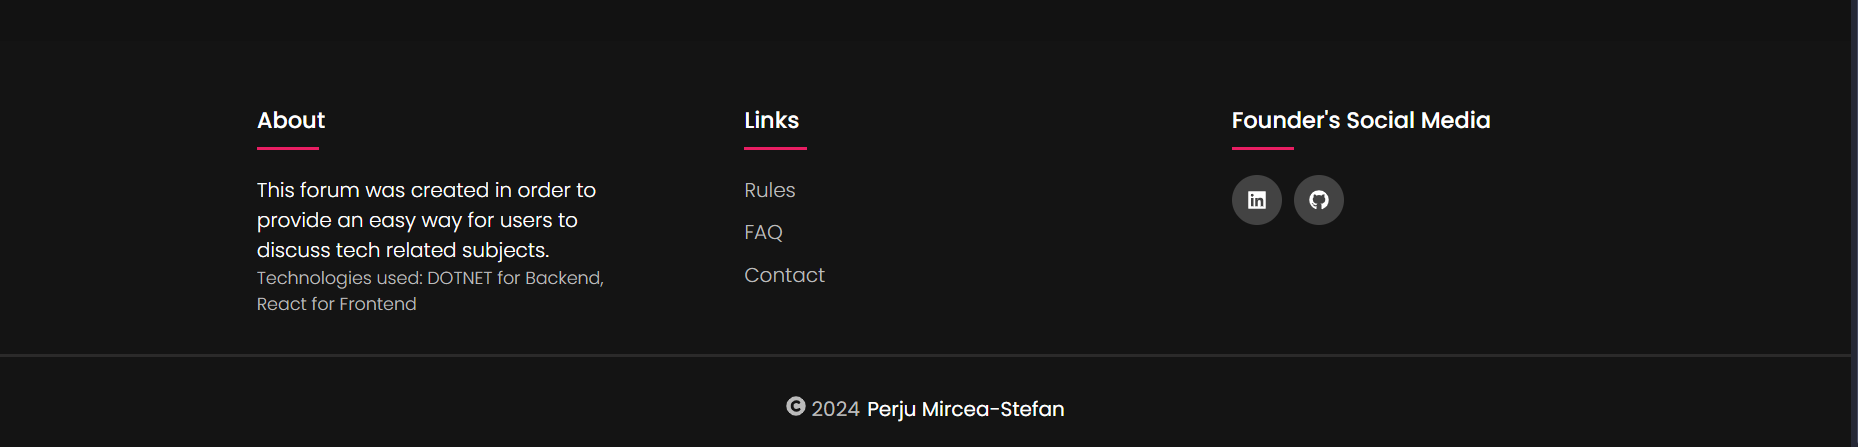 About
This forum was created in order to
provide an easy way for users to
discuss tech related subjects.
Technologies used: DOTNET for Backend,
React for Frontend
Links
Rules
FAQ
Contact
Founder's Social Media
in
© 2024 Perju Mircea-Stefan